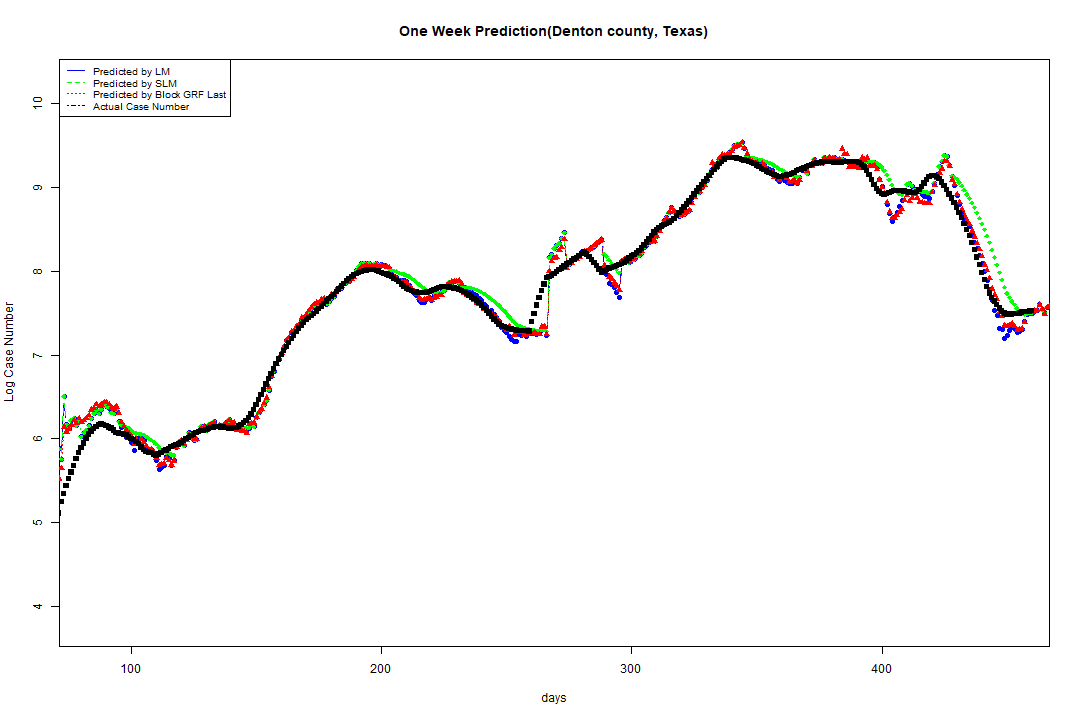 One Week Prediction(Denton county, Texas)
Predicted by LM
Predicted by SLM
Predicted by Block GRF Last
Actual Case Number
10
9
8
7
6
5
4
Log Case Number
100 200 300 400
days